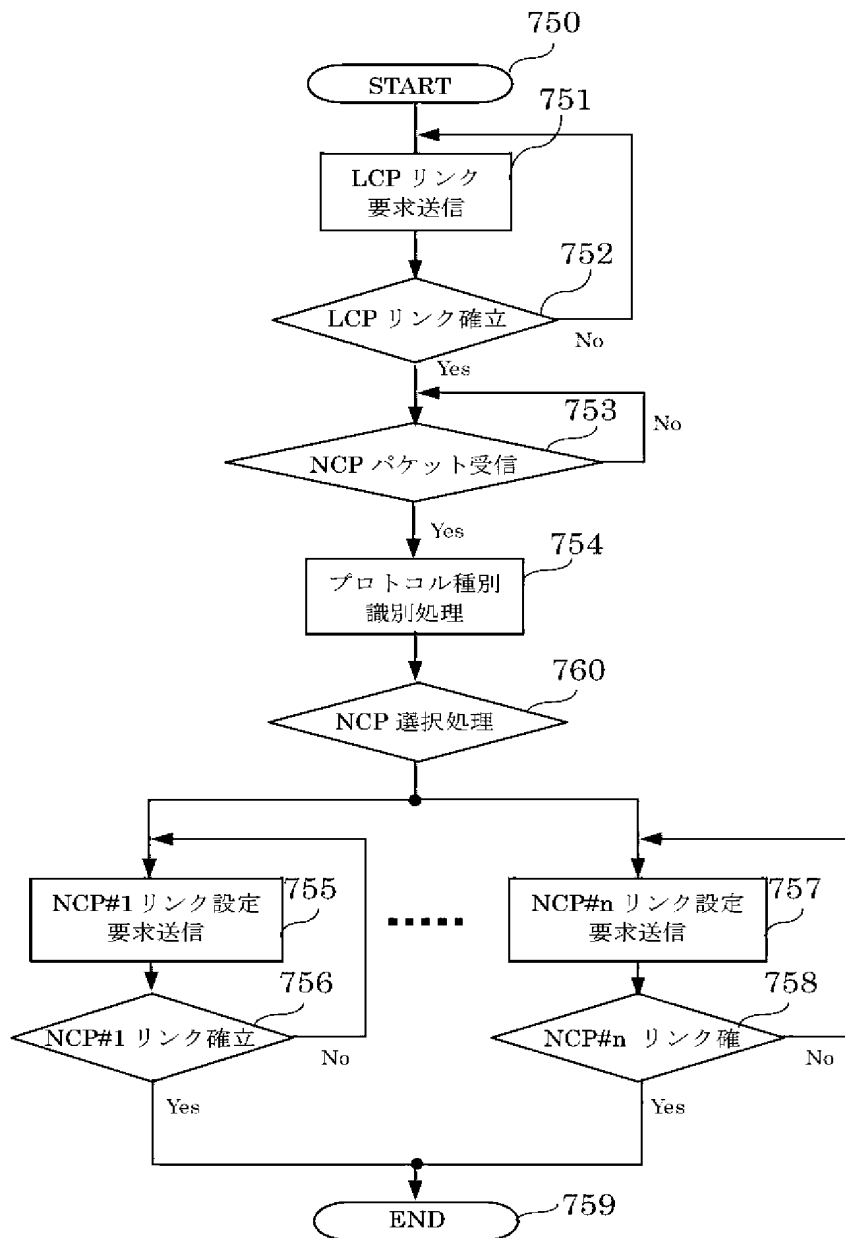 750
START
751
LCP リンク
要求送信
752
LCP リンク確立
No
Yes
753
No
NCP パケット受信
Yes
754
プロトコル種別
識別処理
760
NCP 選択処理
NCP#1 リンク設定
要求送信
755
NCP#n リンク設定
要求送信
757
756
NCP#1 リンク確立
No
758
NCP#n リンク確
No
Yes
Yes
END
759